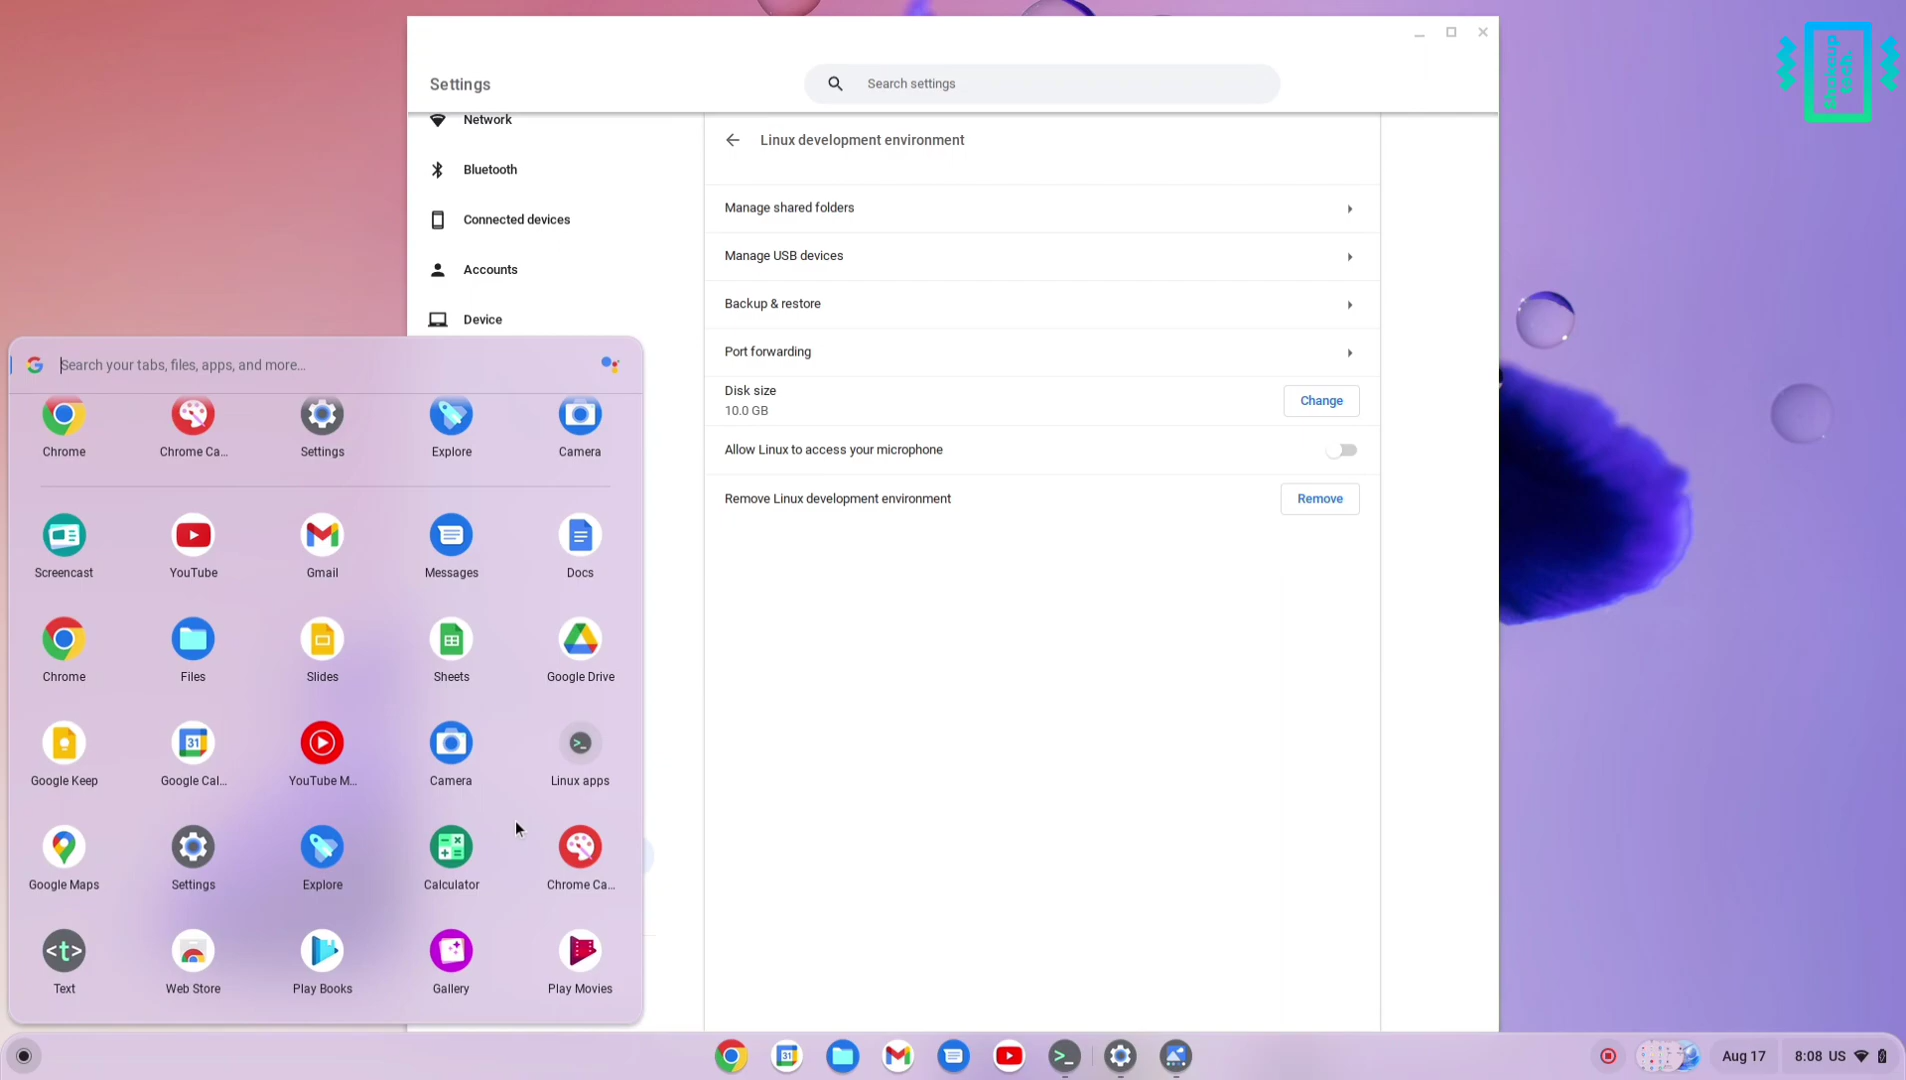 Shakeup
tech.
Settings
Search settings
Network
Bluetooth
Connected devices
Accounts
Device
Linux development environment
Manage shared folders
Manage USB devices
Backup & restore
Port forwarding
Disk size
10.0 GB
Change
Allow Linux to access your microphone
Remove Linux development environment
Remove
Search your tabs, files, apps, and more...
Chrome
Chrome Ca...
Settings
Explore
Camera
Screencast
YouTube
Gmail
Messages
Docs
Chrome
Files
Slides
Sheets
Google Drive
Google Keep
31
Google Cal...
YouTube M...
Camera
>_
Linux apps
Google Maps
Settings
Explore
Calculator
Chrome Ca...
<t>
Text
Web Store
Play Books
Gallery
Play Movies
31
>_
Aug 17
8:08 US